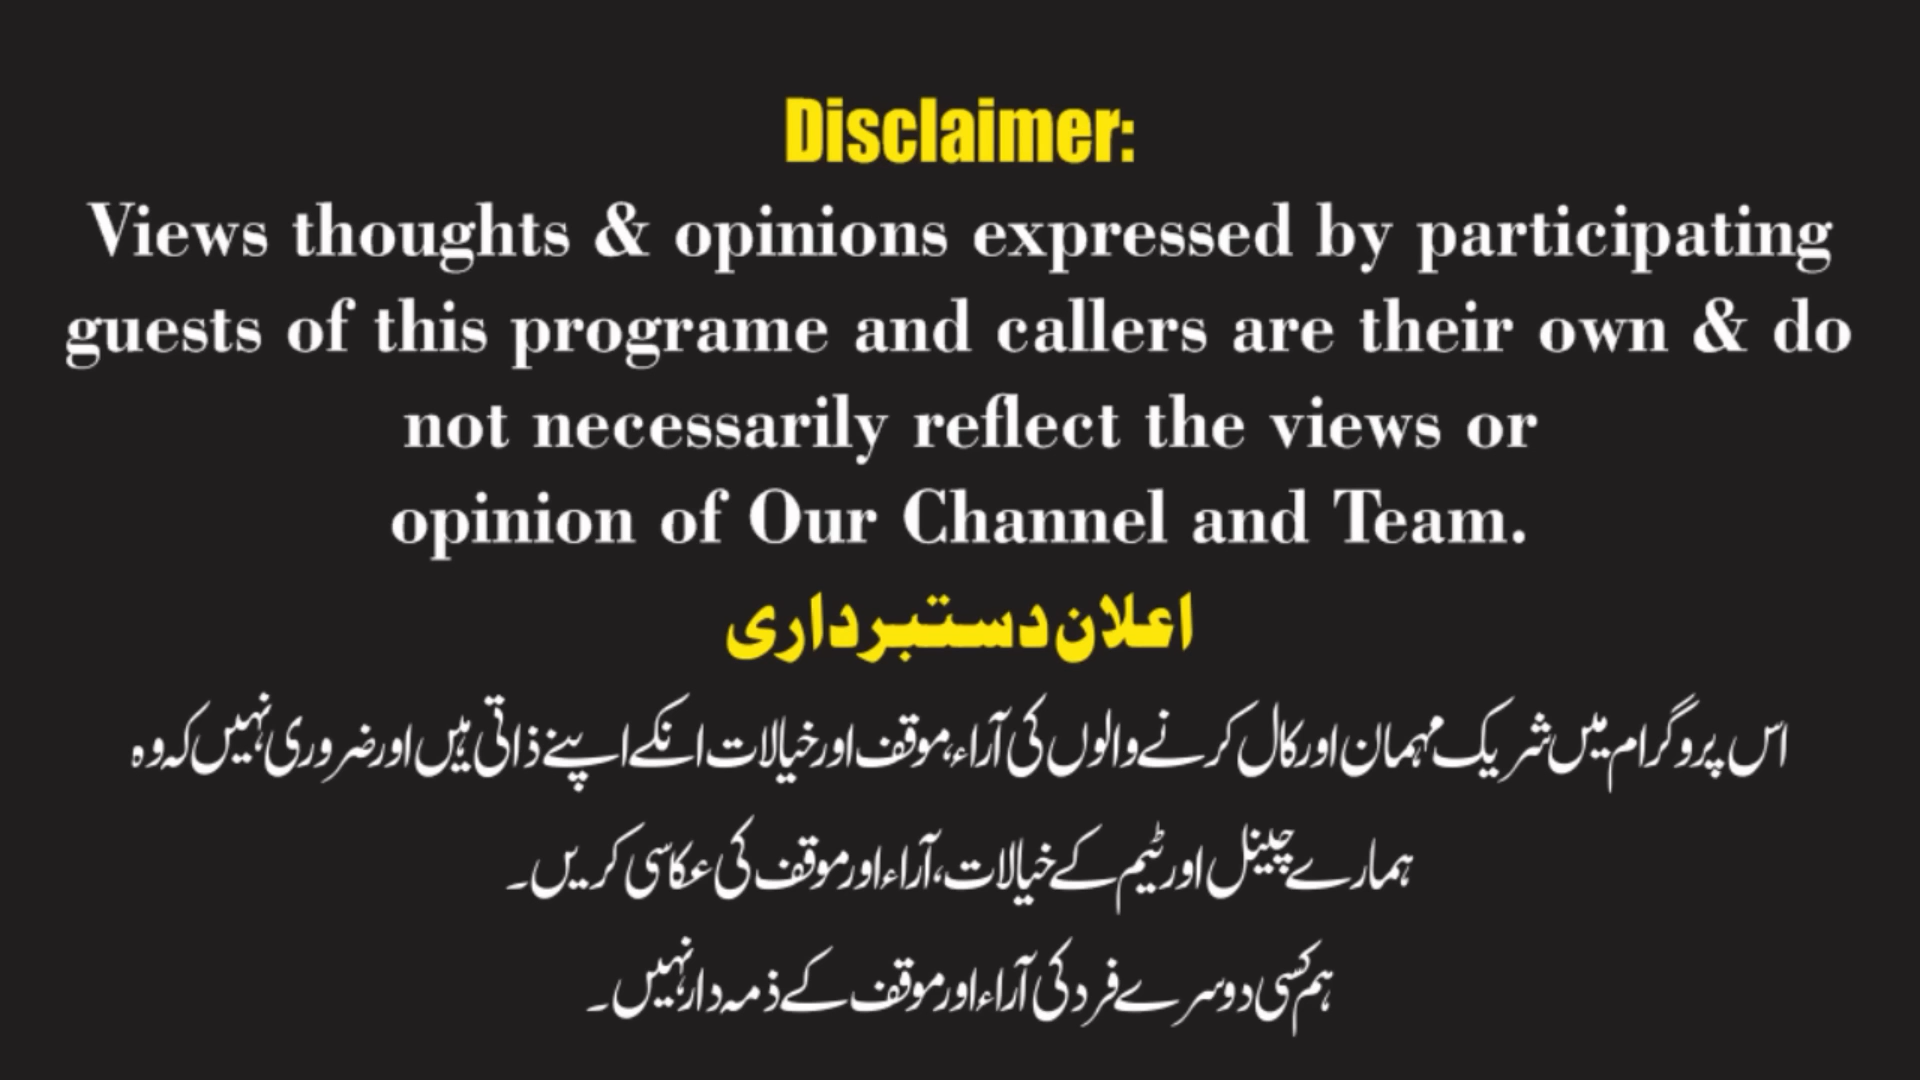 Disclaimer:
Views thoughts & opinions expressed by participating
guests of this programe and callers are their own & do
not necessarily reflect the views or
opinion of Our Channel and Team.
اعلان دستبرداری
اس پروگرام میں شریک مہمان اور کال کرنے والوں کی آراء، موقف اور خیالات انکے اپنے ذاتی ہیں اور ضروری نہیں کہ وہ
ہمارے چینل اور ٹیم کے خیالات، آراء اور موقف کی عکاسی کریں۔
ہم کسی دوسرے فرد کی آراء اور موقف کے ذمہ دار نہیں۔